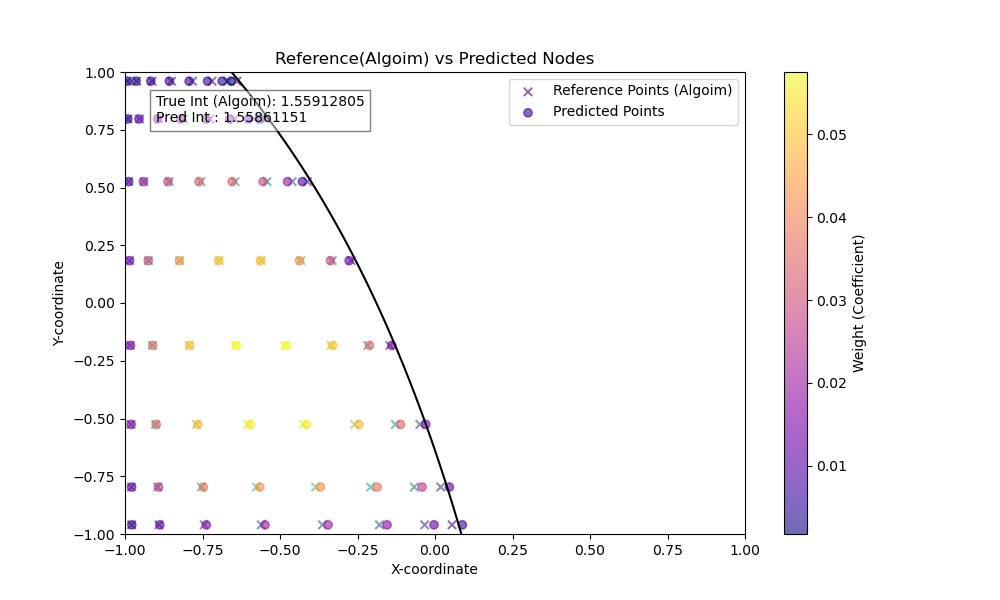 Reference(Algoim) vs Predicted Nodes
Reference Points (Algoim)
Predicted Points
True Int (Algoim): 1.55912805
Pred Int : 1.55861151
1.00
0.75
0.50
0.25
0.00
−0.25
−0.50
−0.75
−1.00
Y-coordinate
−1.00 −0.75 −0.50 −0.25 0.00 0.25 0.50 0.75 1.00
X-coordinate
0.05
0.04
0.03
0.02
0.01
Weight (Coefficient)